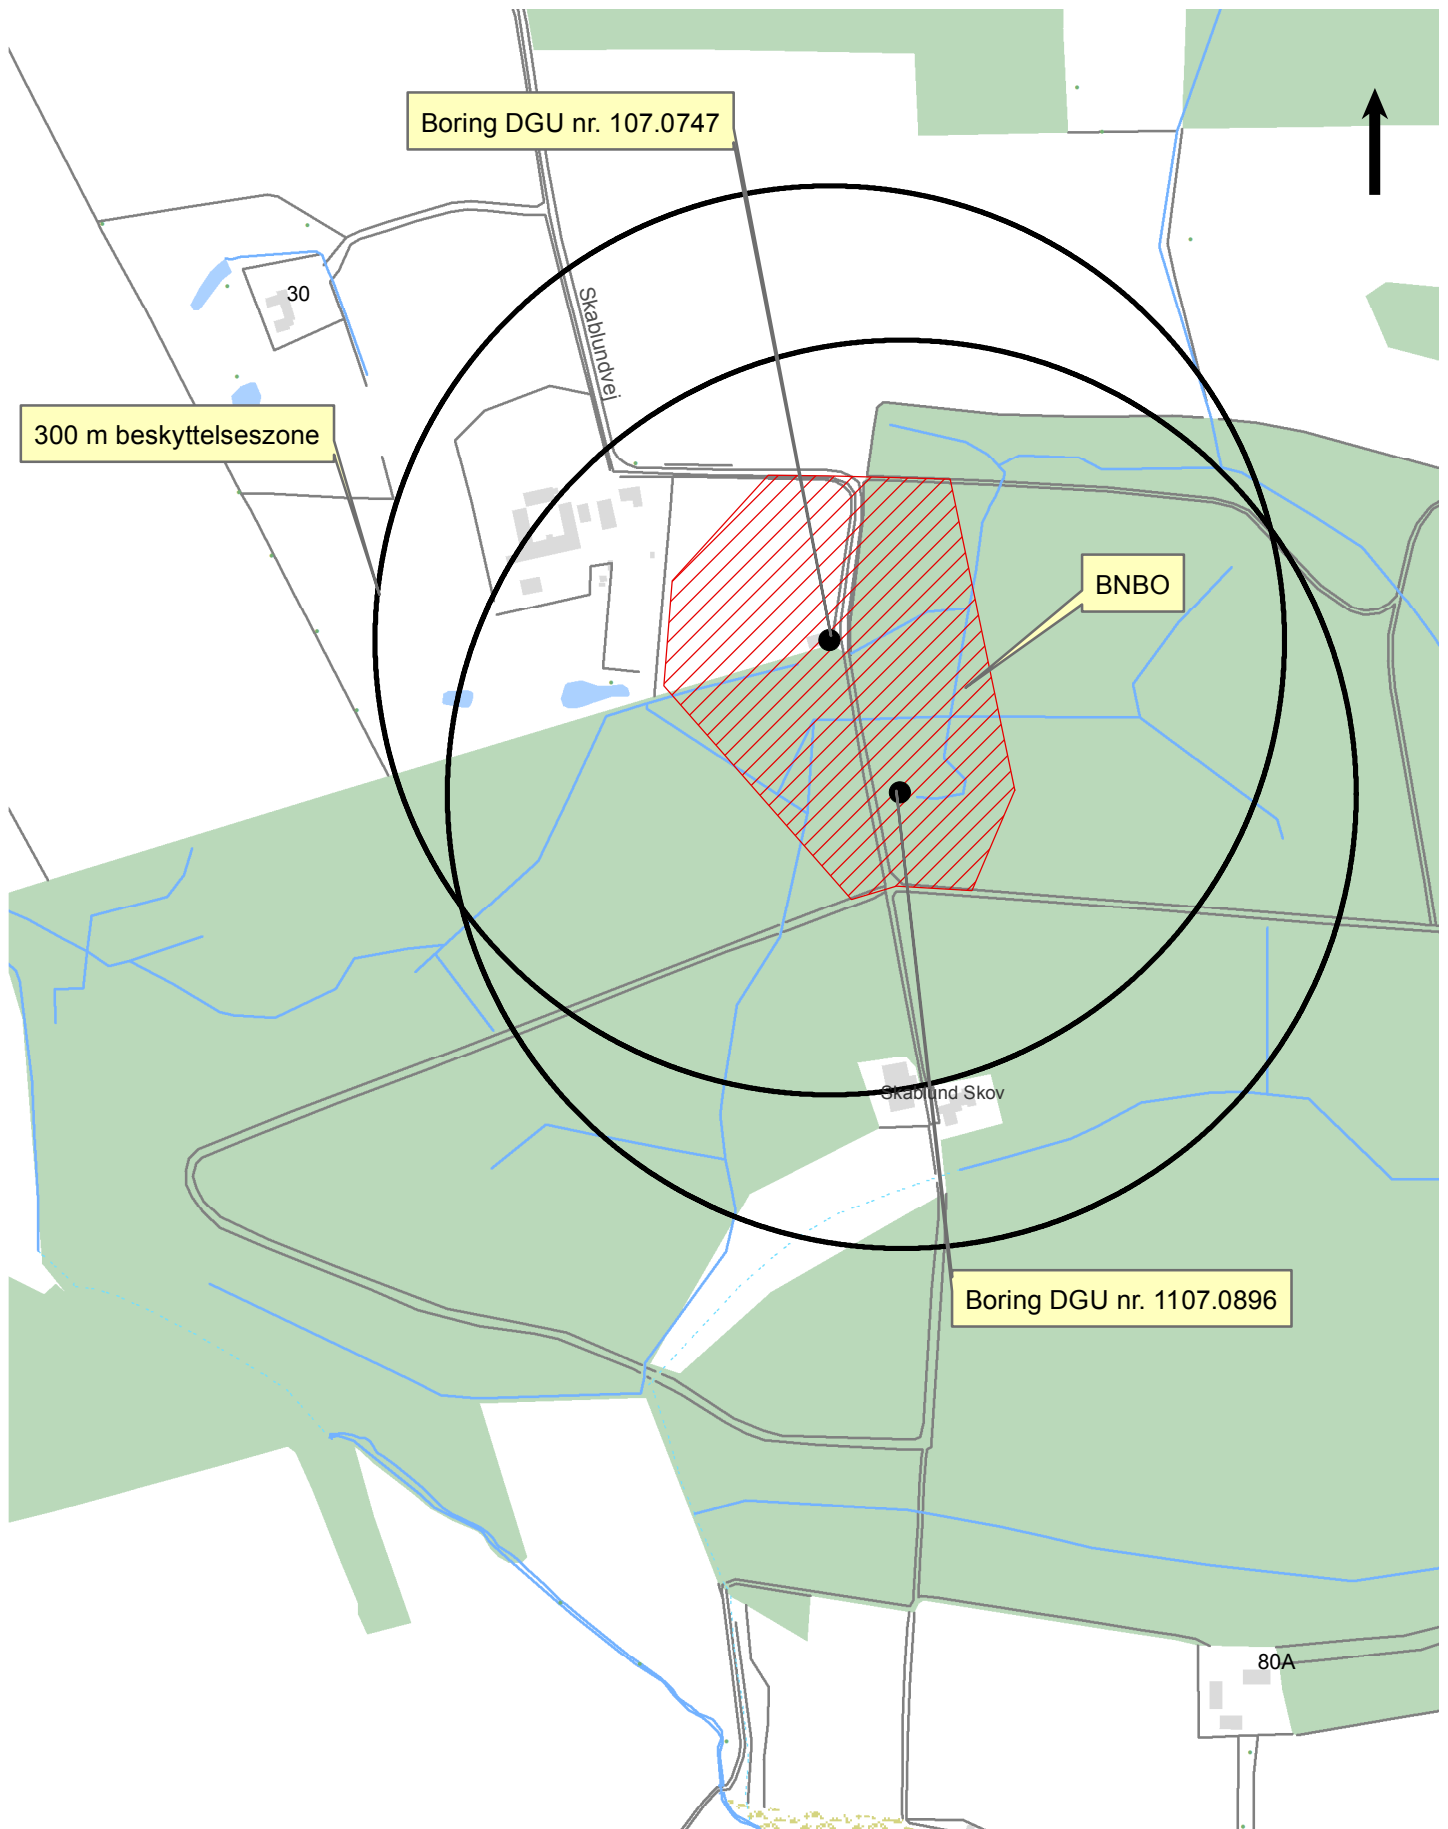 Boring DGU nr. 107.0747
30
Skablundvej
300 m beskyttelseszone
BNBO
Skablund Skov
Boring DGU nr. 1107.0896
80A